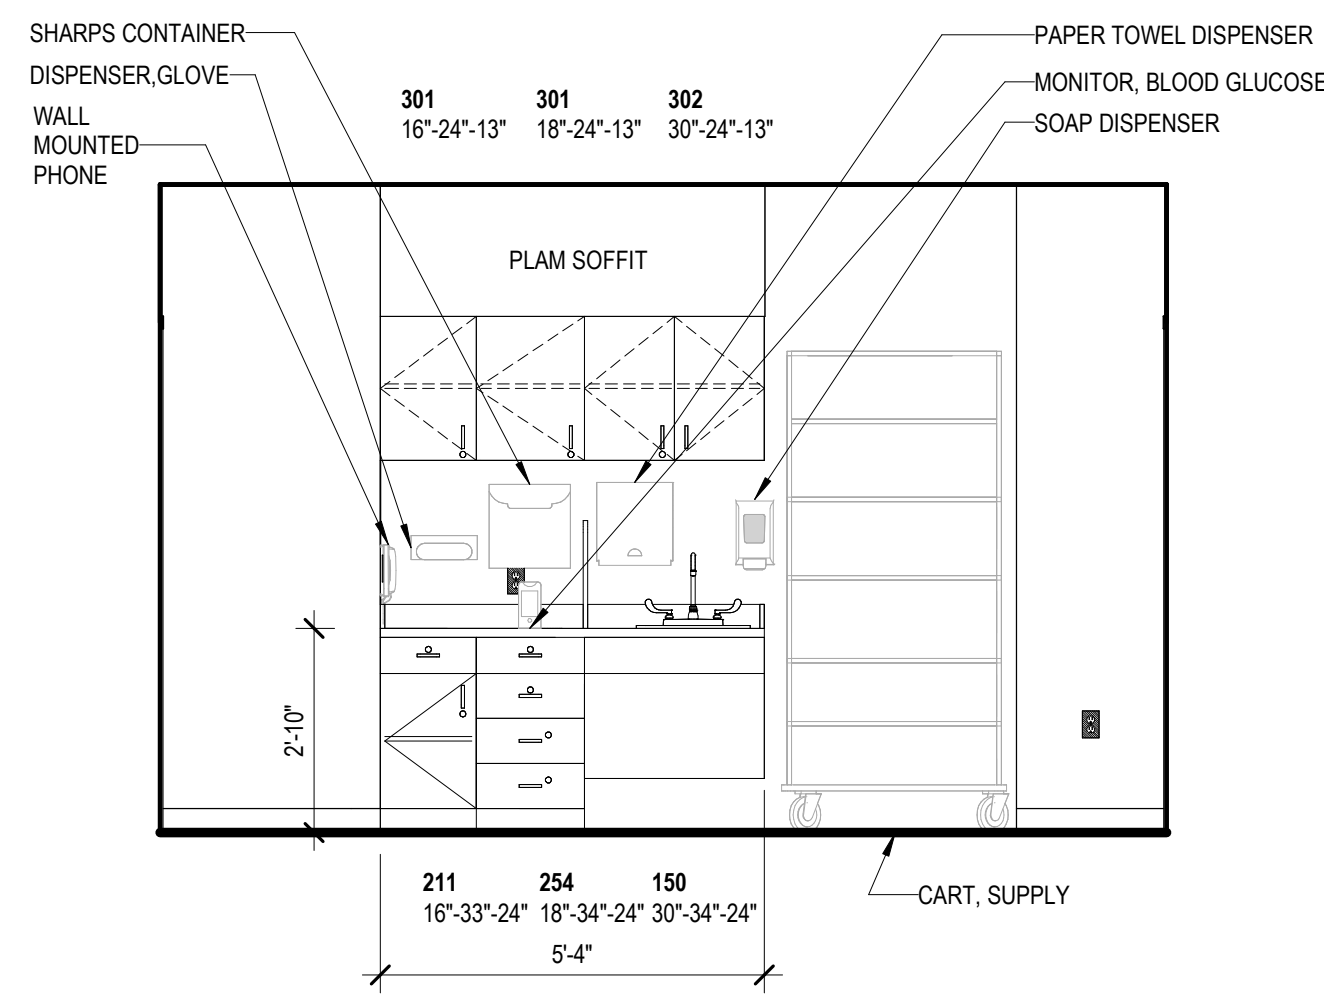 SHARPS CONTAINER
DISPENSER,GLOVE
WALL
MOUNTED
PHONE
301
16"-24"-13"
301
18"-24"-13"
302
30"-24"-13"
PAPER TOWEL DISPENSER
MONITOR, BLOOD GLUCOSE
SOAP DISPENSER
PLAM SOFFIT
2'-10"
211
16"-33"-24"
254
18"-34"-24"
150
30"-34"-24"
5'-4"
CART, SUPPLY